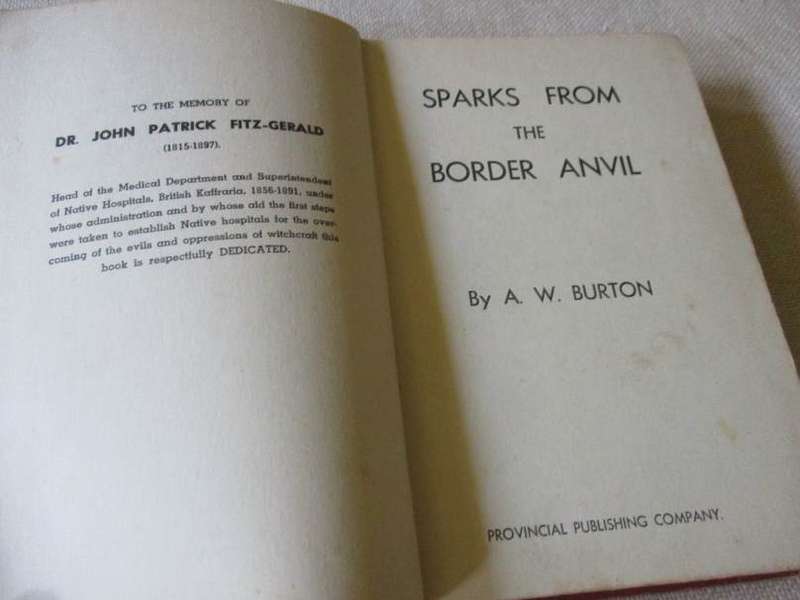 TO THE MEMORY OF
DR. JOHN PATRICK FITZ-GERALD
(1815-1897),
Head of the Medical Department and Superintendent
of Native Hospitals, British Kaffraria, 1856-1891, under
whose administration and by whose aid the first steps
were taken to establish Native hospitals for the over-
coming of the evils and oppressions of witchcraft this
book is respectfully DEDICATED.
SPARKS FROM
THE
BORDER ANVIL
By A. W. BURTON
PROVINCIAL PUBLISHING COMPANY.